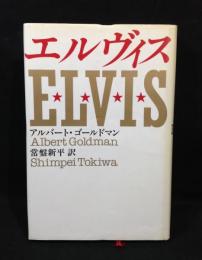 エルヴィス
E★L★V★I★S
アルバート・ゴールドマン
Albert Goldman
常盤新平 訳
Shimpei Tokiwa